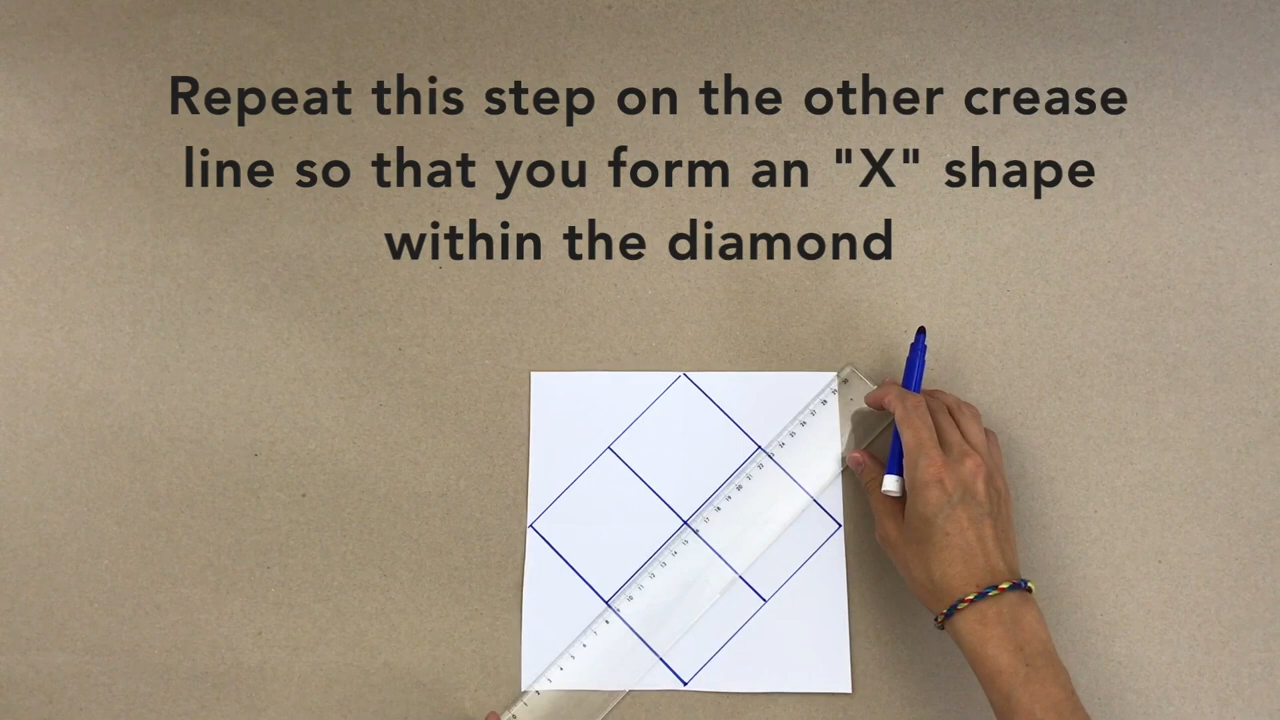 Repeat this step on the other crease
line so that you form an "X" shape
within the diamond